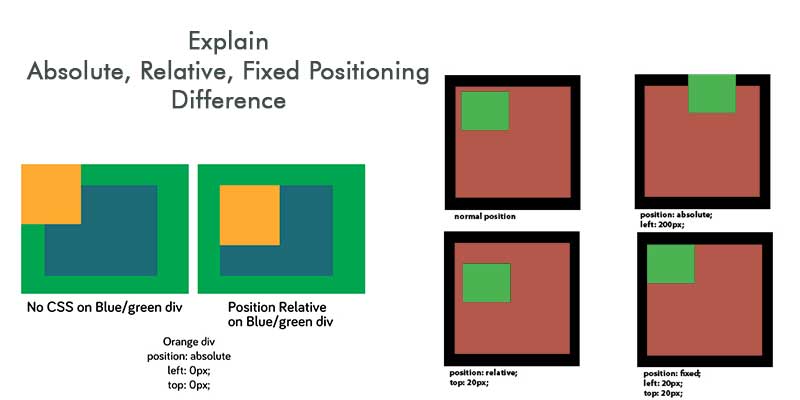 Explain
Absolute, Relative, Fixed Positioning
Difference
No CSS on Blue/green div
Position Relative
on Blue/green div
Orange div
position: absolute
left: 0px;
top: 0px;
normal position
position: absolute;
left: 200px;
position: relative;
top: 20px;
position: fixed;
left: 20px;
top: 20px;